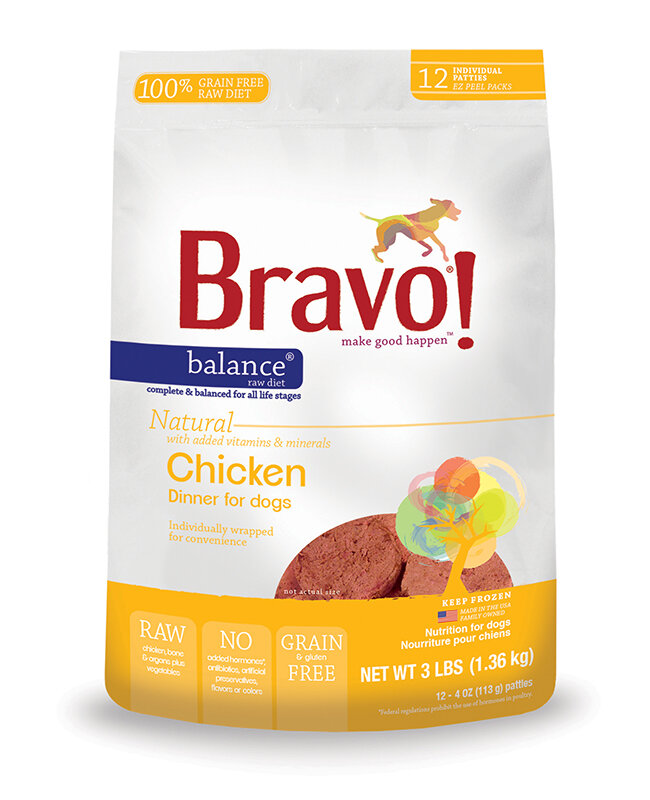 100% GRAIN FREE
RAW DIET
12 INDIVIDUAL
PATTIES
EZ PEEL PACKS
Bravo!®
make good happen™
balance®
raw diet
complete & balanced for all life stages
Natural
with added vitamins & minerals
Chicken
Dinner for dogs
Individually wrapped
for convenience
not actual size
KEEP FROZEN
MADE IN THE USA
FAMILY OWNED
Nutrition for dogs
Nourriture pour chiens
NET WT 3 LBS (1.36 kg)
12 - 4 OZ (113 g) patties
*Federal regulations prohibit the use of hormones in poultry.
RAW
chicken, bone
& organs plus
vegetables
NO
added hormones*,
antibiotics, artificial
preservatives,
flavors or colors
GRAIN
& gluten
FREE